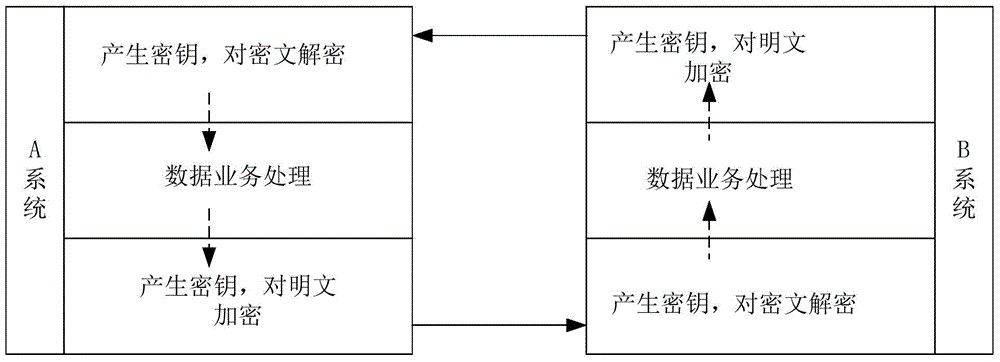 A
系
统
产生密钥，对密文解密
数据业务处理
产生密钥，对明文
加密
产生密钥，对明文
加密
数据业务处理
产生密钥，对密文解密
B
系
统